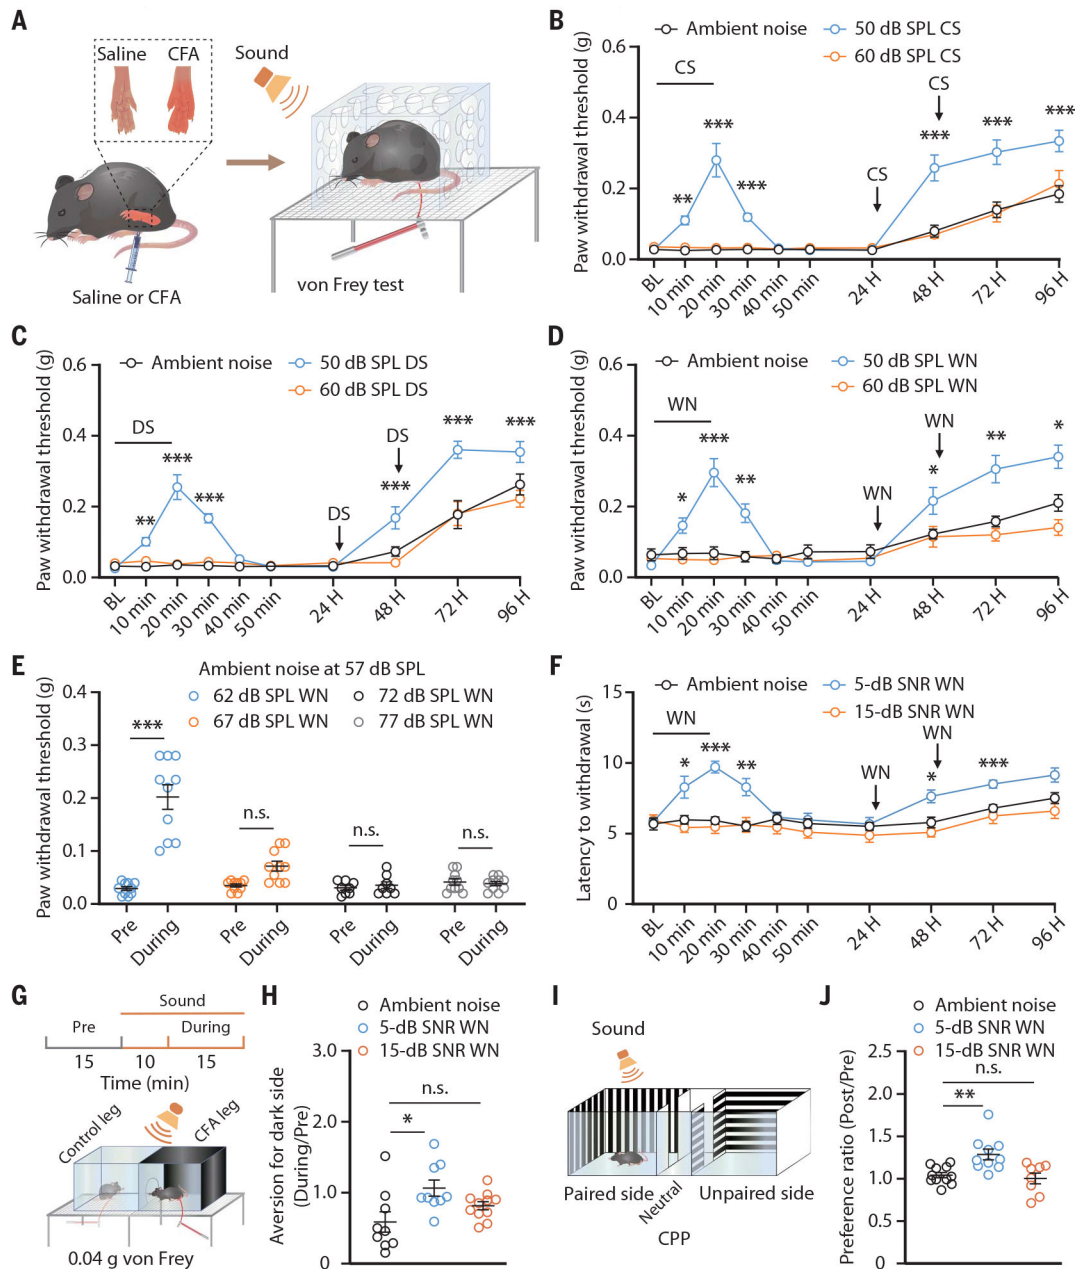 A
Saline
CFA
Sound
Saline or CFA
von Frey test
B
Ambient noise
50 dB SPL CS
60 dB SPL CS
Paw withdrawal threshold (g)
0.6
0.4
0.2
0.0
CS
CS
CS
**
***
***
***
***
***
BL
10 min
20 min
30 min
40 min
50 min
24 H
48 H
72 H
96 H
C
Ambient noise
50 dB SPL DS
60 dB SPL DS
Paw withdrawal threshold (g)
0.6
0.4
0.2
0.0
DS
DS
DS
**
***
***
***
***
***
BL
10 min
20 min
30 min
40 min
50 min
24 H
48 H
72 H
96 H
D
Ambient noise
50 dB SPL WN
60 dB SPL WN
Paw withdrawal threshold (g)
0.6
0.4
0.2
0.0
WN
WN
WN
*
***
**
*
**
*
BL
10 min
20 min
30 min
40 min
50 min
24 H
48 H
72 H
96 H
E
Ambient noise at 57 dB SPL
62 dB SPL WN
72 dB SPL WN
67 dB SPL WN
77 dB SPL WN
Paw withdrawal threshold (g)
0.4
0.3
0.2
0.1
0.0
***
n.s.
n.s.
n.s.
Pre
During
Pre
During
Pre
During
Pre
During
F
Ambient noise
5-dB SNR WN
15-dB SNR WN
Latency to withdrawal (s)
15
10
5
0
WN
WN
WN
*
***
**
*
***
BL
10 min
20 min
30 min
40 min
50 min
24 H
48 H
72 H
96 H
G
Sound
Pre
During
15
10
15
Time (min)
Control leg
CFA leg
0.04 g von Frey
H
Ambient noise
5-dB SNR WN
15-dB SNR WN
Aversion for dark side
(During/Pre)
3.0
2.0
1.0
0
n.s.
*
I
Sound
Paired side
Neutral
Unpaired side
CPP
J
Ambient noise
5-dB SNR WN
15-dB SNR WN
Preference ratio (Post/Pre)
2.5
2.0
1.5
1.0
0.5
0
n.s.
**